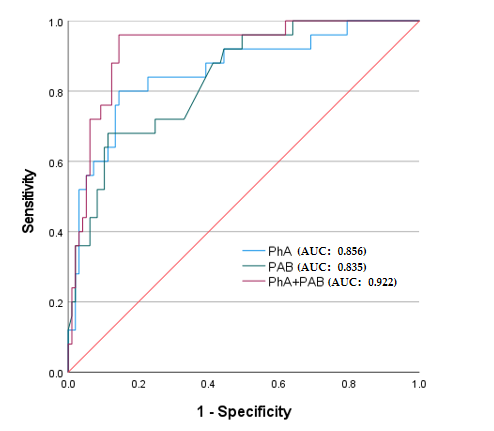 1.0
0.8
0.6
0.4
0.2
0.0
Sensitivity
PhA (AUC: 0.856)
PAB (AUC: 0.835)
PhA+PAB (AUC: 0.922)
0.0 0.2 0.4 0.6 0.8 1.0
1 - Specificity